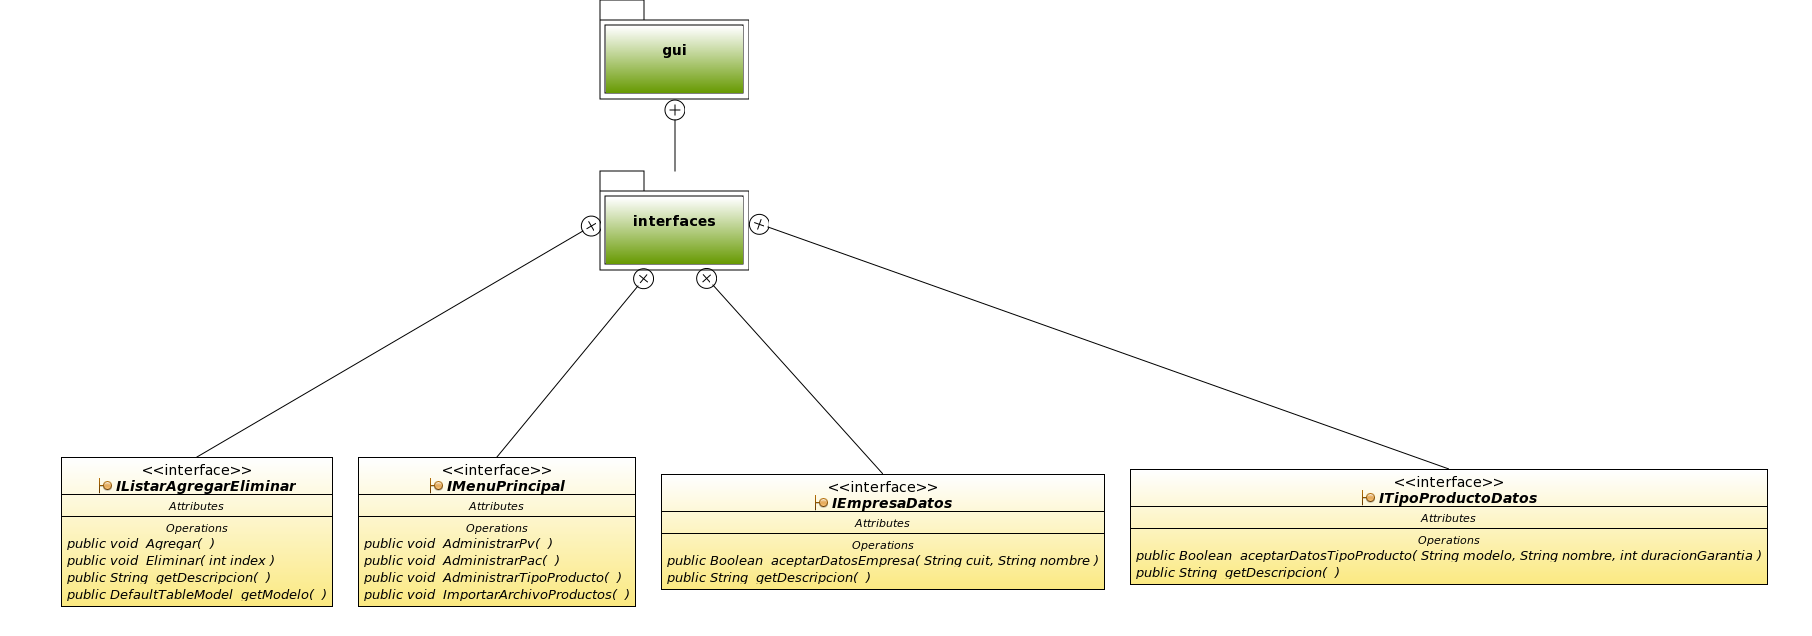 gui
interfaces
<<interface>>
IListarAgregarEliminar
Attributes
Operations
public void Agregar( )
public void Eliminar( int index )
public String getDescripcion( )
public DefaultTableModel getModelo( )
<<interface>>
IMenuPrincipal
Attributes
Operations
public void AdministrarPv( )
public void AdministrarPac( )
public void AdministrarTipoProducto( )
public void ImportarArchivoProductos( )
<<interface>>
IEmpresaDatos
Attributes
Operations
public Boolean aceptarDatosEmpresa( String cuit, String nombre )
public String getDescripcion( )
<<interface>>
ITipoProductoDatos
Attributes
Operations
public Boolean aceptarDatosTipoProducto( String modelo, String nombre, int duracionGarantia )
public String getDescripcion( )